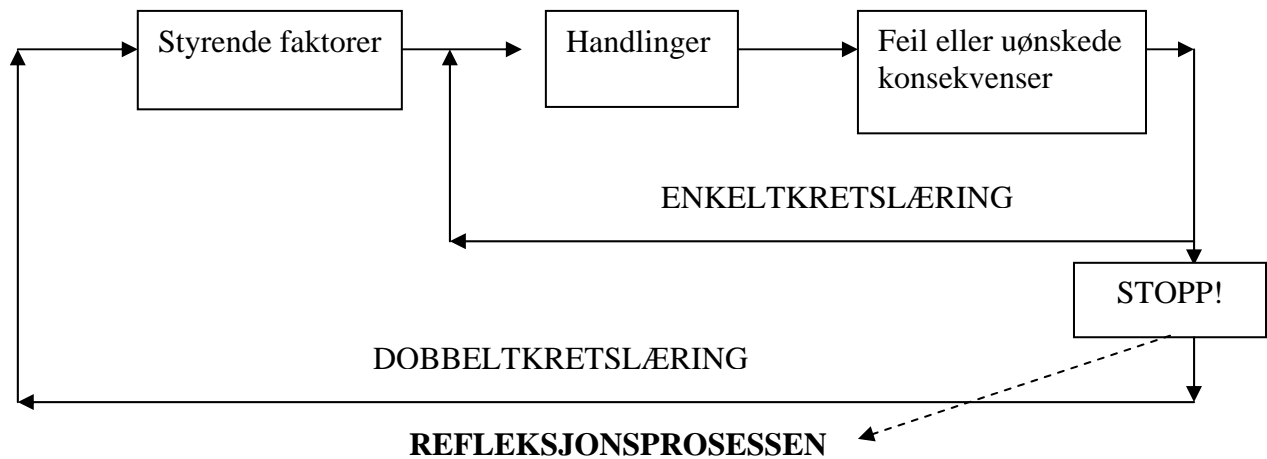 Styrende faktorer
Handlinger
Feil eller uønskede
konsekvenser
ENKELTKRETSLÆRING
STOPP!
DOBBELTKRETSLÆRING
REFLEKSJONSPROSESSEN